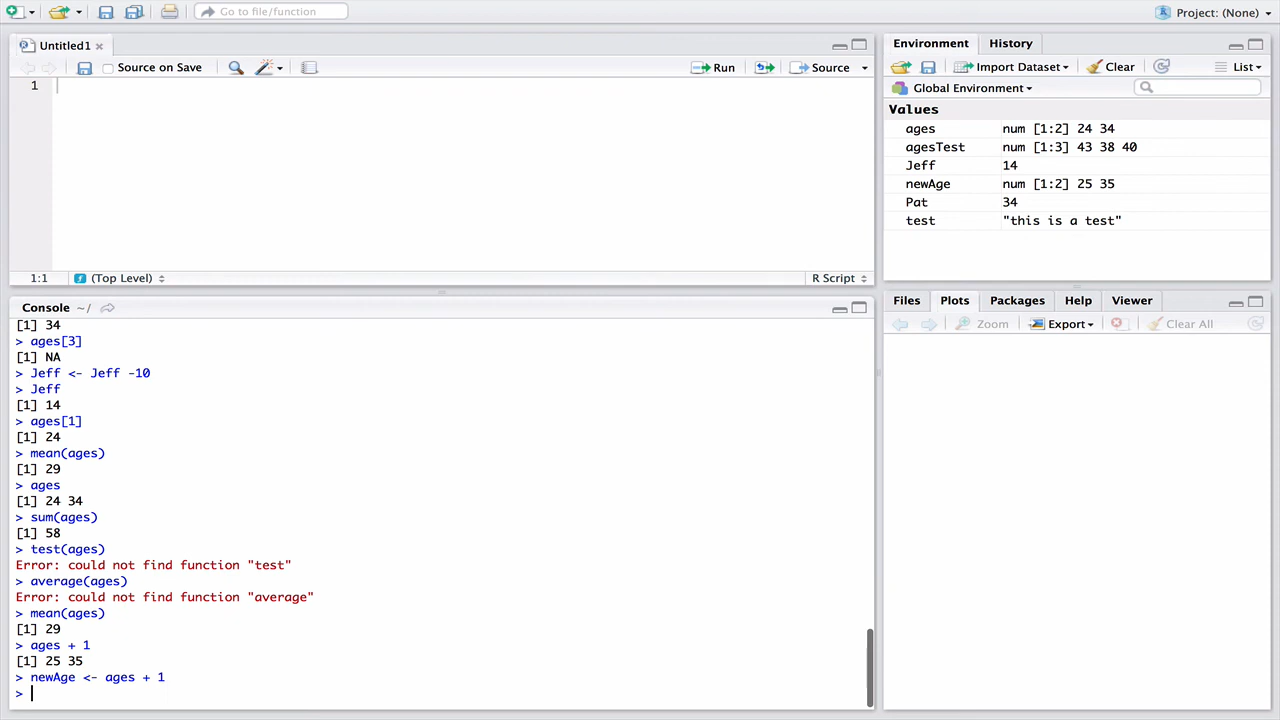 Go to file/function
Project: (None)
Untitled1
Source on Save
Run
Source
1
1:1
(Top Level)
R Script
Console ~/
[1] 34
> ages[3]
[1] NA
> Jeff <- Jeff -10
> Jeff
[1] 14
> ages[1]
[1] 24
> mean(ages)
[1] 29
> ages
[1] 24 34
> sum(ages)
[1] 58
> test(ages)
Error: could not find function "test"
> average(ages)
Error: could not find function "average"
> mean(ages)
[1] 29
> ages + 1
[1] 25 35
> newAge <- ages + 1
>
Environment History
Import Dataset Clear List
Global Environment
Values
ages num [1:2] 24 34
agesTest num [1:3] 43 38 40
Jeff 14
newAge num [1:2] 25 35
Pat 34
test "this is a test"
Files Plots Packages Help Viewer
Zoom Export Clear All